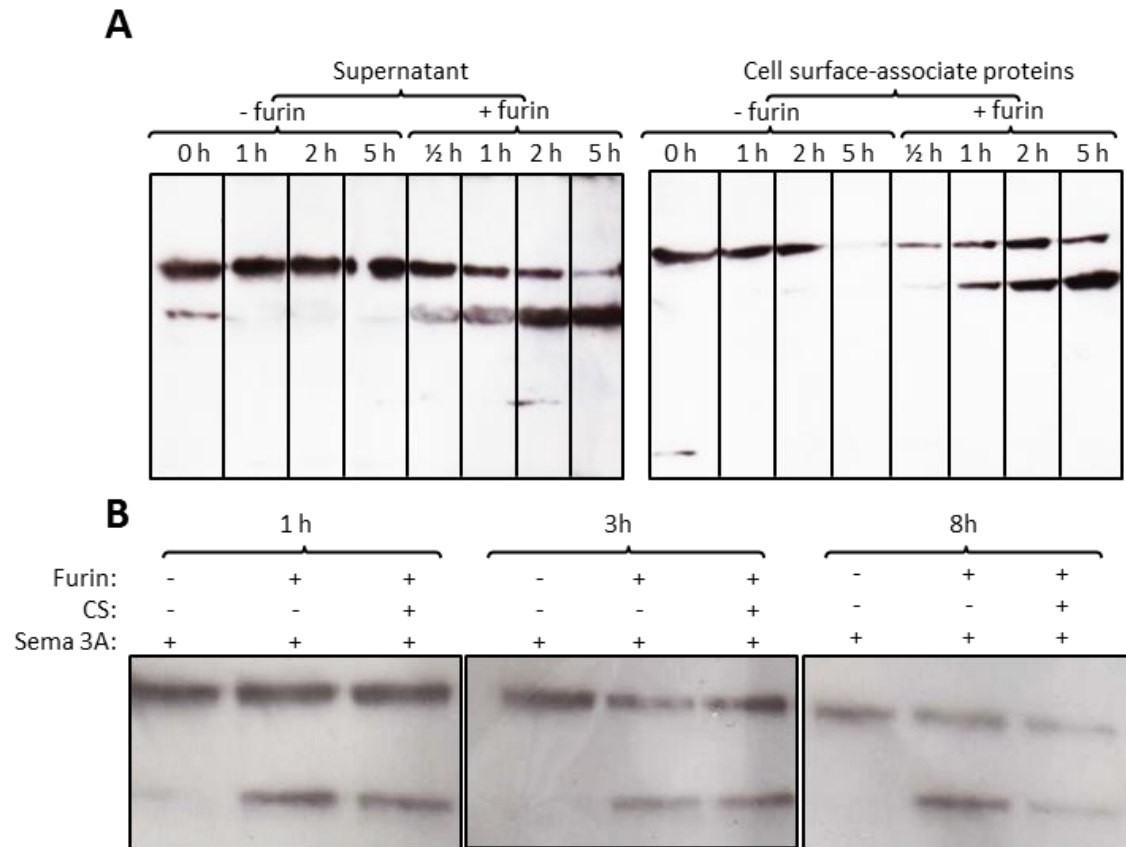 A
Supernatant Cell surface-associate proteins
- furin + furin - furin + furin
0 h 1 h 2 h 5 h ½ h 1 h 2 h 5 h 0 h 1 h 2 h 5 h ½ h 1 h 2 h 5 h
B
1 h 3h 8h
Furin: - + + - + + - + +
CS: - - + - - + - - +
Sema 3A: + + + + + + + + +